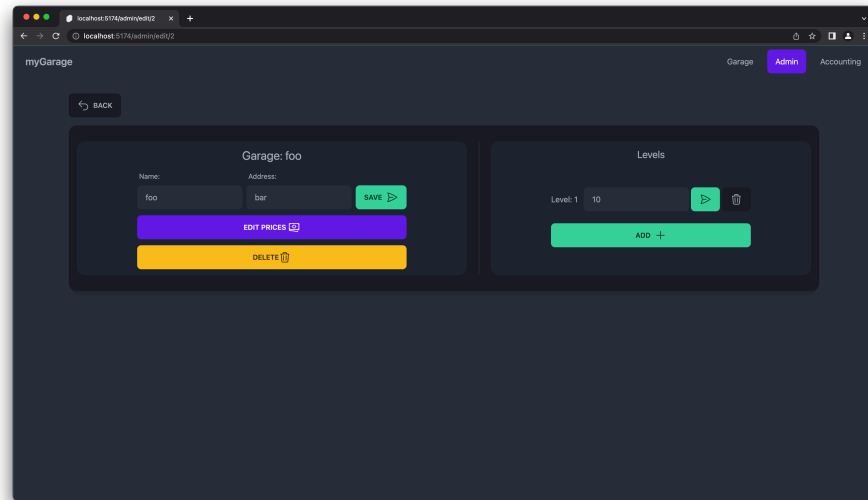 localhost:5174/admin/edit/2
localhost:5174/admin/edit/2
myGarage
Garage Admin Accounting
BACK
Garage: foo
Name: Address:
foo bar SAVE
EDIT PRICES
DELETE
Levels
Level: 1 10
ADD